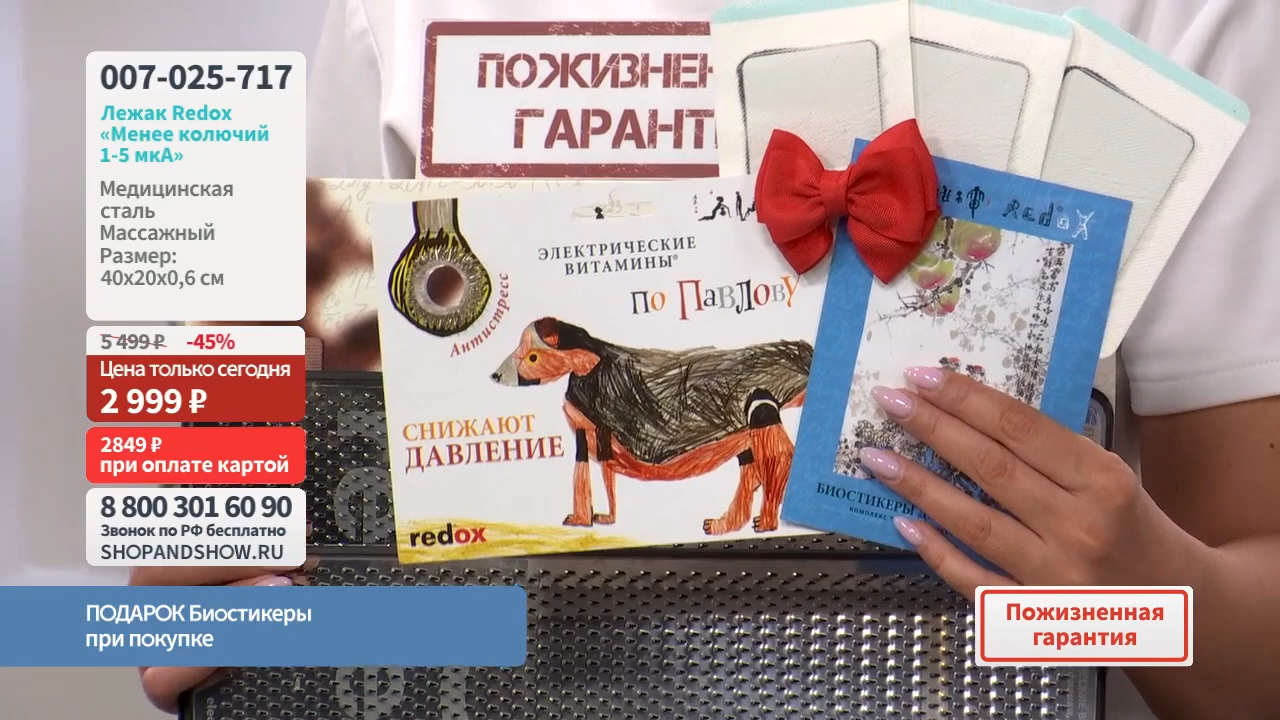 007-025-717
Лежак Redox
«Менее колючий
1-5 мкА»
Медицинская
сталь
Массажный
Размер:
40х20х0,6 см
5 499 ₽ -45%
Цена только сегодня
2 999 ₽
2849 ₽
при оплате картой
8 800 301 60 90
Звонок по РФ бесплатно
SHOPANDSHOW.RU
ПОДАРОК Биостикеры
при покупке
Пожизненная
гарантия
ПОЖИЗНЕН
ГАРАНТ
ЭЛЕКТРИЧЕСКИЕ
ВИТАМИНЫ®
по ПаВЛову
Антистресс
СНИЖАЮТ
ДАВЛЕНИЕ
redox
RedoX
БИОСТИКЕРЫ